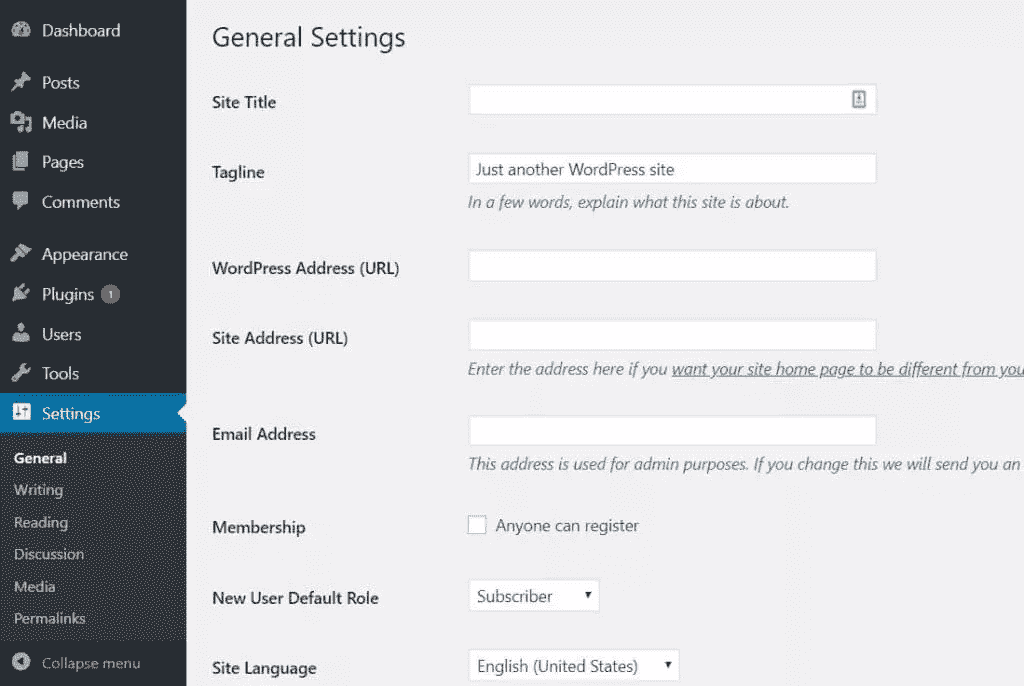 Dashboard
Posts
Media
Pages
Comments
Appearance
Plugins 1
Users
Tools
Settings
General
Writing
Reading
Discussion
Media
Permalinks
Collapse menu
General Settings
Site Title
Tagline
Just another WordPress site
In a few words, explain what this site is about.
WordPress Address (URL)
Site Address (URL)
Enter the address here if you want your site home page to be different from you
Email Address
This address is used for admin purposes. If you change this we will send you an
Membership
Anyone can register
New User Default Role
Subscriber
Site Language
English (United States)